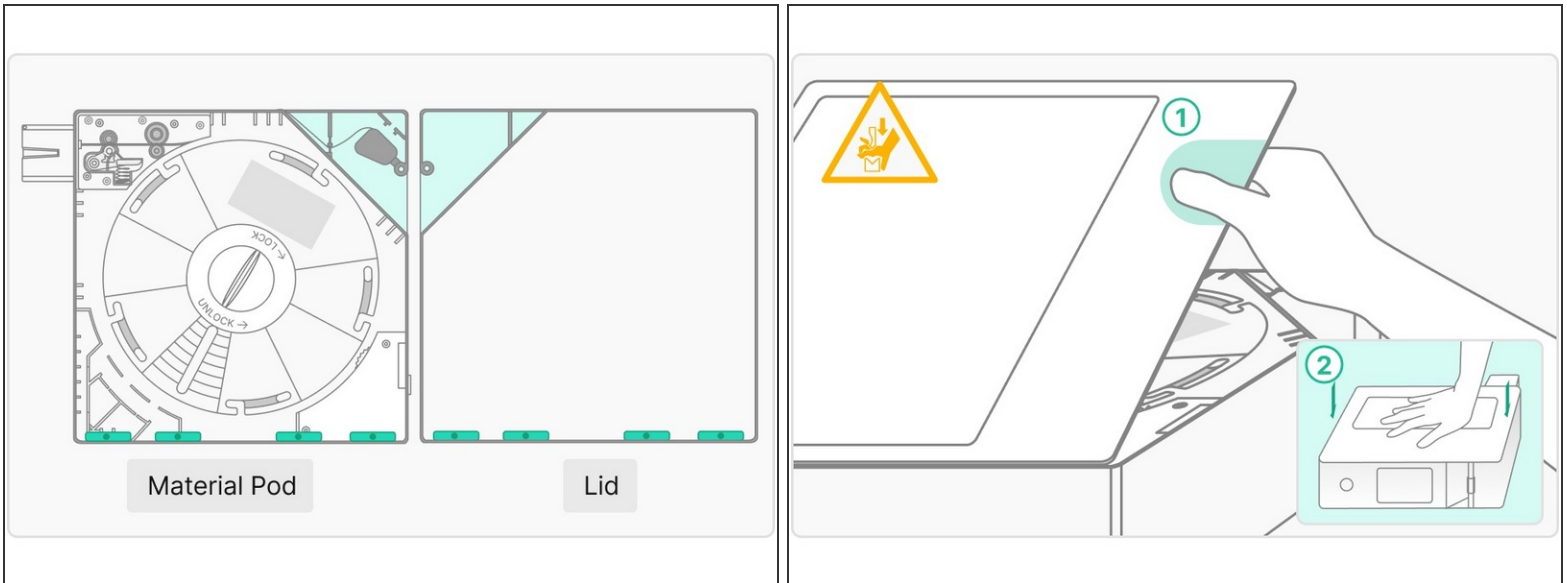 ← LOCK
UNLOCK →
Material Pod
Lid
1
2